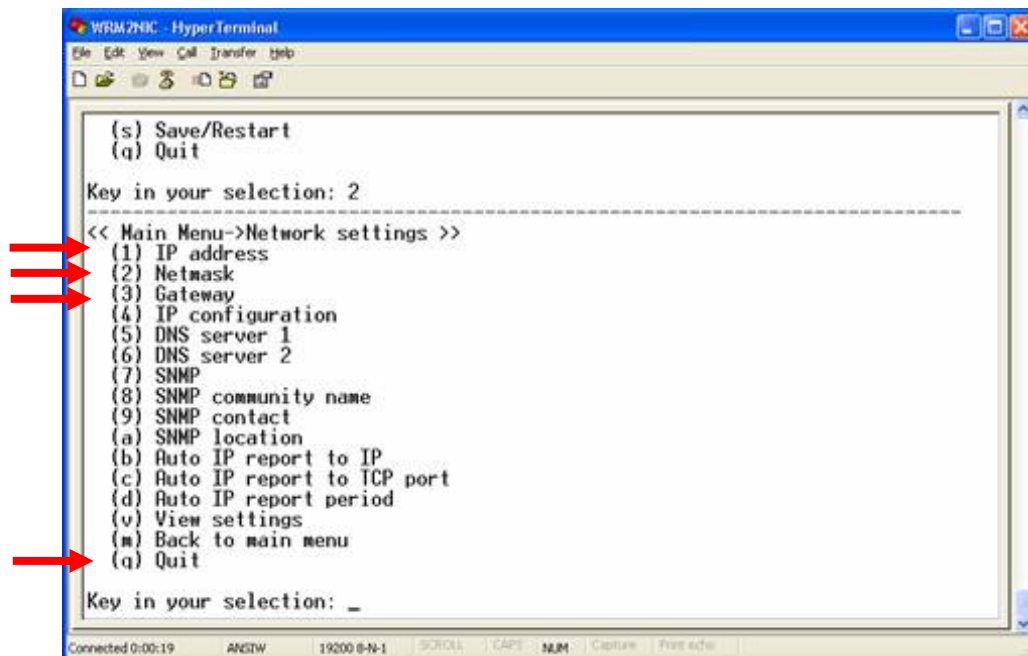 WRM2NIC - HyperTerminal
File Edit View Call Transfer Help
(s) Save/Restart
(q) Quit
Key in your selection: 2
--------------------------------------------------------------------------------
<< Main Menu->Network settings >>
(1) IP address
(2) Netmask
(3) Gateway
(4) IP configuration
(5) DNS server 1
(6) DNS server 2
(7) SNMP
(8) SNMP community name
(9) SNMP contact
(a) SNMP location
(b) Auto IP report to IP
(c) Auto IP report to TCP port
(d) Auto IP report period
(v) View settings
(m) Back to main menu
(q) Quit
Key in your selection: _
Connected 0:00:19 ANSIW 19200 8-N-1 SCROLL CAPS NUM Capture Print echo